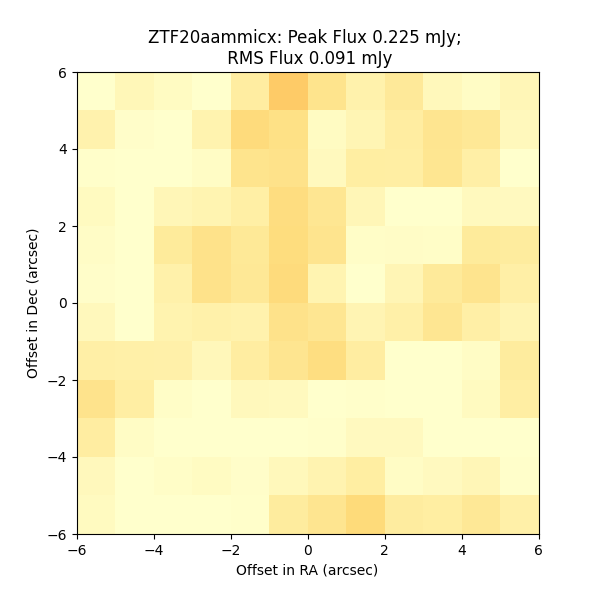 ZTF20aammicx: Peak Flux 0.225 mJy;
RMS Flux 0.091 mJy
6
4
2
0
−2
−4
−6
Offset in Dec (arcsec)
−6 −4 −2 0 2 4 6
Offset in RA (arcsec)